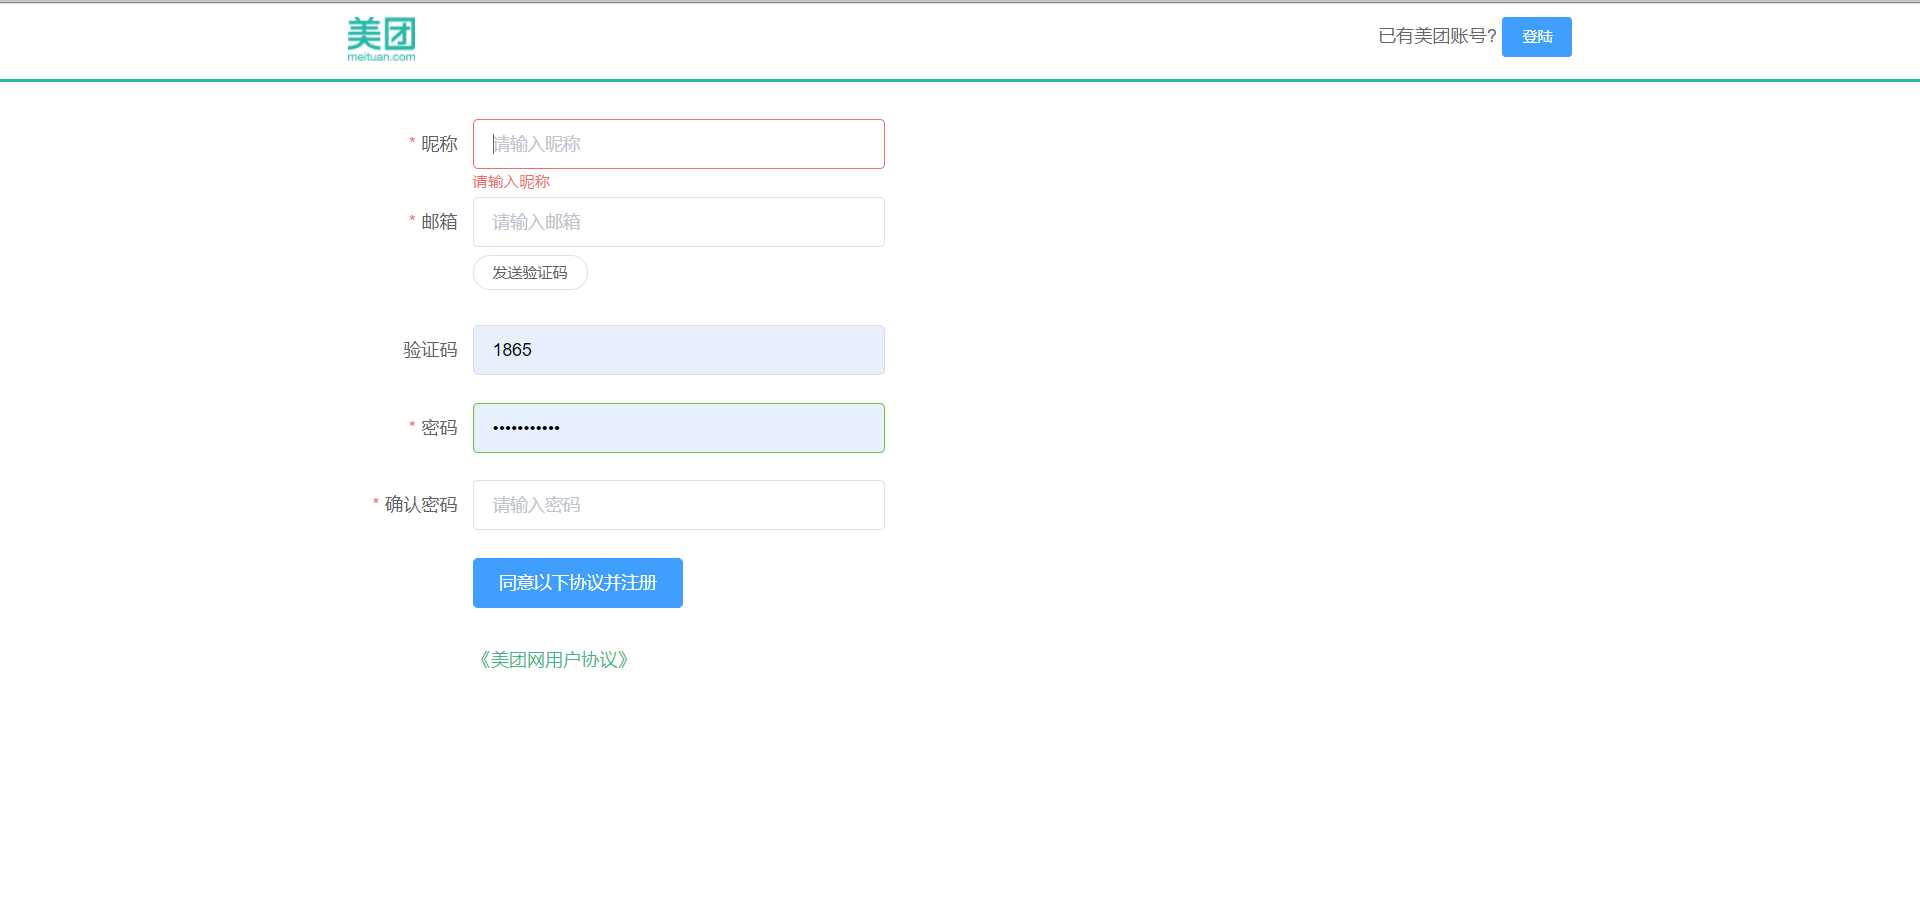 美团
meituan.com
已有美团账号? 登陆
* 昵称 请输入昵称
请输入昵称
* 邮箱 请输入邮箱
发送验证码
验证码 1865
* 密码 •••••••••••
* 确认密码 请输入密码
同意以下协议并注册
《美团网用户协议》